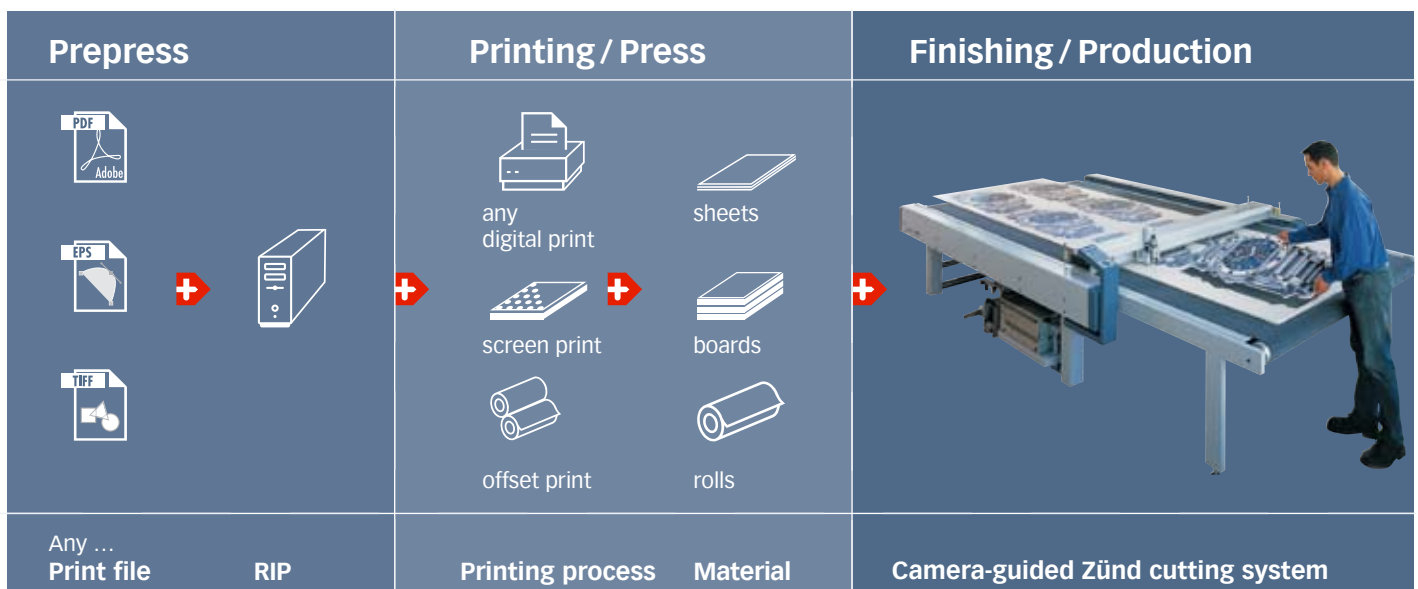 Prepress
Printing / Press
Finishing / Production
PDF
Adobe
EPS
TIFF
any
digital print
screen print
offset print
sheets
boards
rolls
Any …
Print file
RIP
Printing process
Material
Camera-guided Zünd cutting system